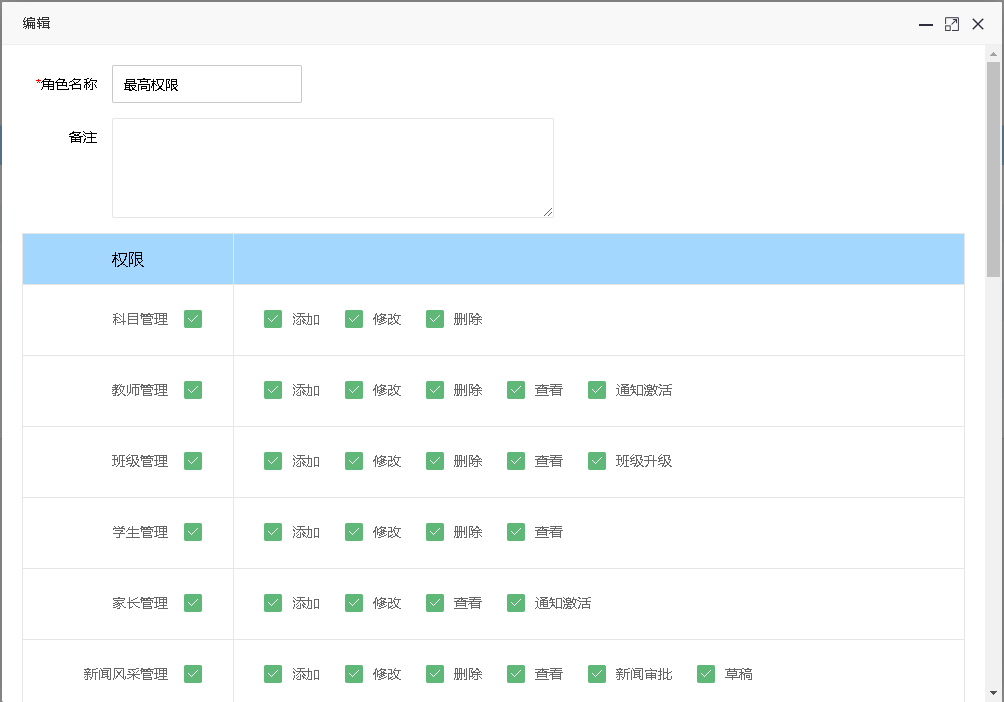 编辑
*角色名称 最高权限
备注
权限
科目管理 添加 修改 删除
教师管理 添加 修改 删除 查看 通知激活
班级管理 添加 修改 删除 查看 班级升级
学生管理 添加 修改 删除 查看
家长管理 添加 修改 查看 通知激活
新闻风采管理 添加 修改 删除 查看 新闻审批 草稿